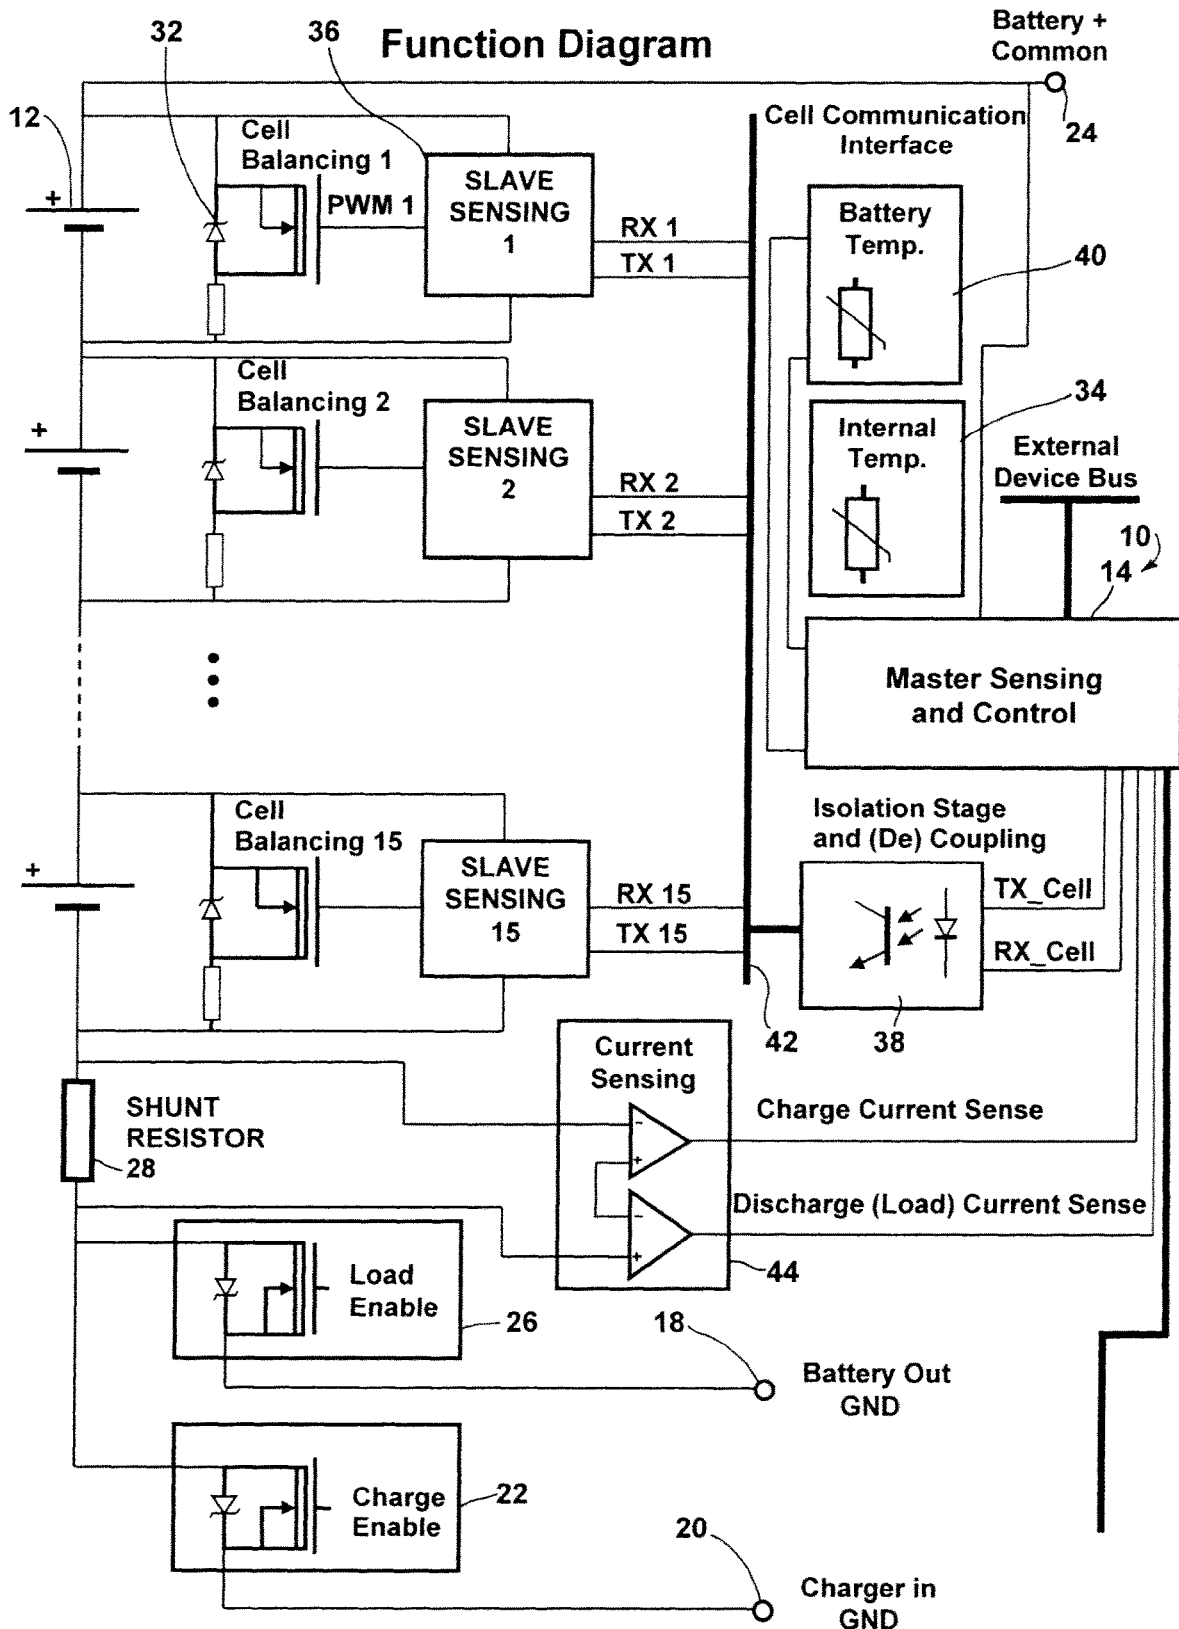 Function Diagram
32
36
Battery +
Common
24
12
+
Cell
Balancing 1
PWM 1
SLAVE
SENSING
1
RX 1
TX 1
Cell Communication
Interface
Battery
Temp.
40
+
Cell
Balancing 2
SLAVE
SENSING
2
RX 2
TX 2
Internal
Temp.
34
External
Device Bus
10
14
Master Sensing
and Control
+
Cell
Balancing 15
SLAVE
SENSING
15
RX 15
TX 15
Isolation Stage
and (De) Coupling
TX_Cell
RX_Cell
38
42
SHUNT
RESISTOR
28
Current
Sensing
-
+
-
+
44
Charge Current Sense
Discharge (Load) Current Sense
Load
Enable
26
18
Battery Out
GND
Charge
Enable
22
20
Charger in
GND